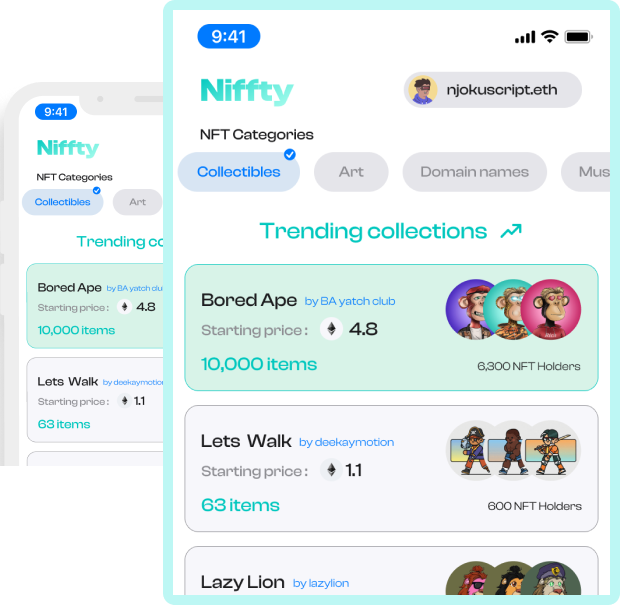 9:41
Niffty
NFT Categories
Collectibles
Art
Trending co
Bored Ape by BA yatch clu
Starting price : 4.8
10,000 items
Lets Walk by deekaymotion
Starting price : 1.1
63 items
9:41
Niffty
njokuscript.eth
NFT Categories
Collectibles
Art
Domain names
Mus
Trending collections
Bored Ape by BA yatch club
Starting price : 4.8
10,000 items
6,300 NFT Holders
Lets Walk by deekaymotion
Starting price : 1.1
63 items
600 NFT Holders
Lazy Lion by lazylion